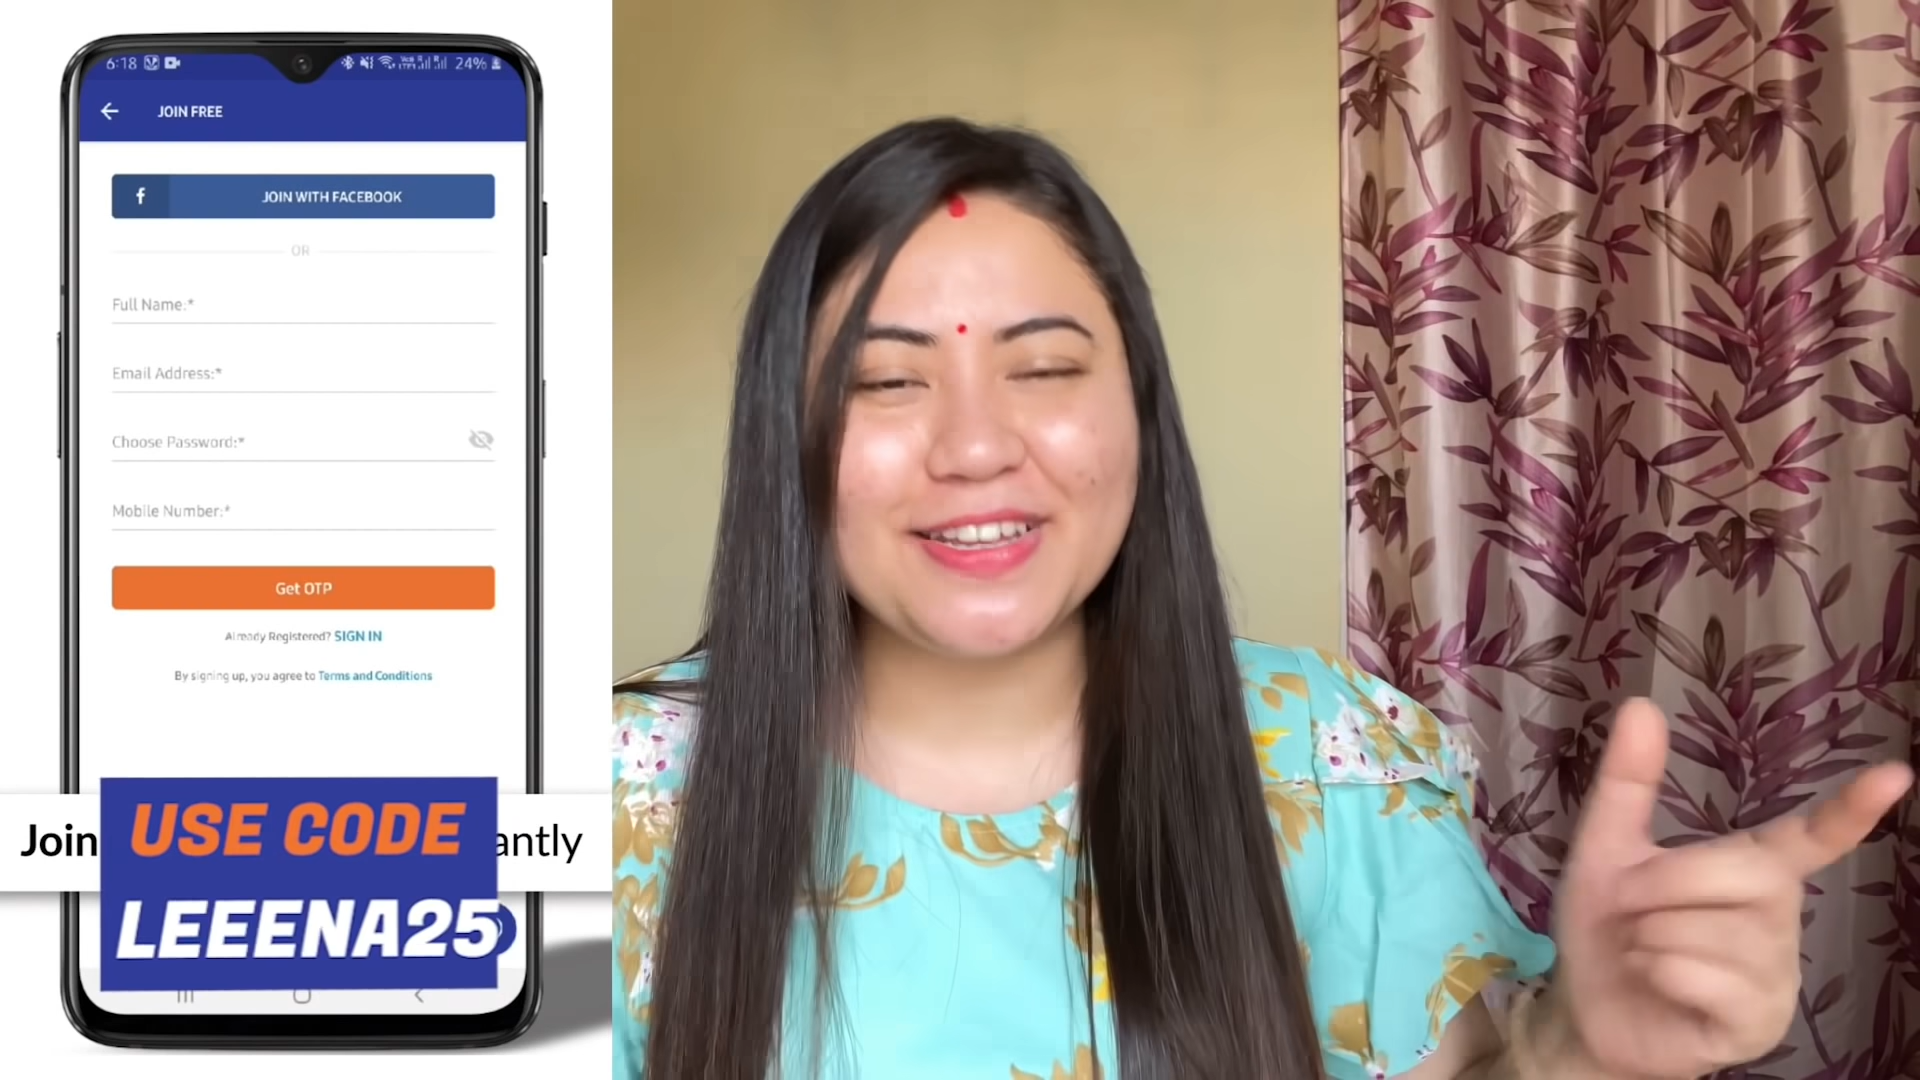 6:18 24%
JOIN FREE
f JOIN WITH FACEBOOK
OR
Full Name:*
Email Address:*
Choose Password:*
Mobile Number:*
Get OTP
Already Registered? SIGN IN
By signing up, you agree to Terms and Conditions
Join antly
USE CODE
LEEENA25